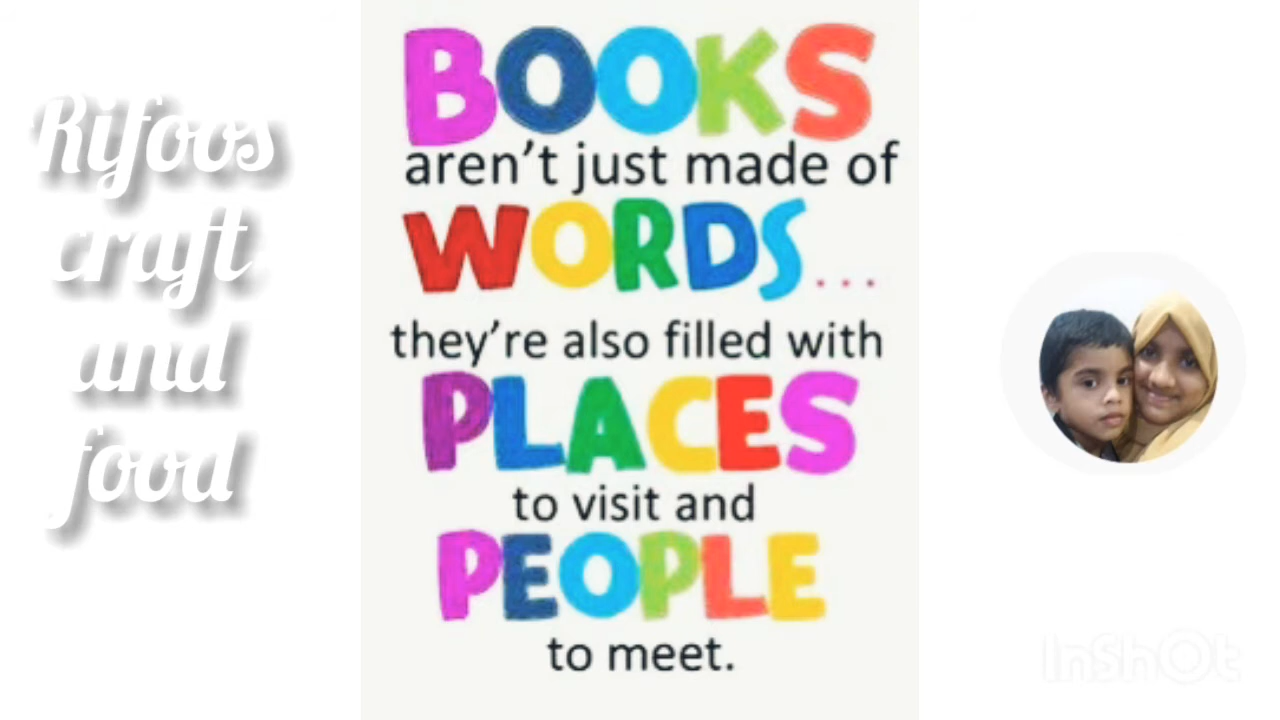 Rifoos
craft
and
food
BOOKS
aren't just made of
WORDS...
they're also filled with
PLACES
to visit and
PEOPLE
to meet.
InShOt